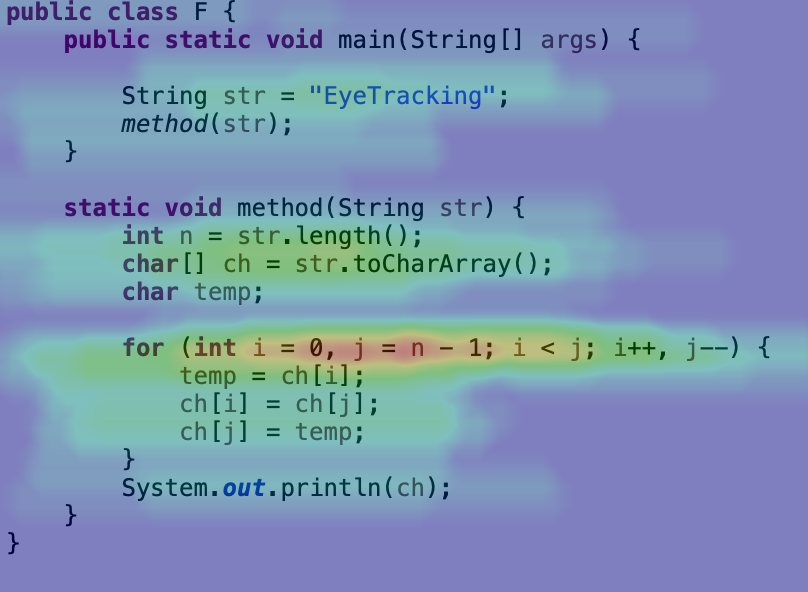 public class F {
    public static void main(String[] args) {

        String str = "EyeTracking";
        method(str);
    }

    static void method(String str) {
        int n = str.length();
        char[] ch = str.toCharArray();
        char temp;

        for (int i = 0, j = n - 1; i < j; i++, j--) {
            temp = ch[i];
            ch[i] = ch[j];
            ch[j] = temp;
        }
        System.out.println(ch);
    }
}